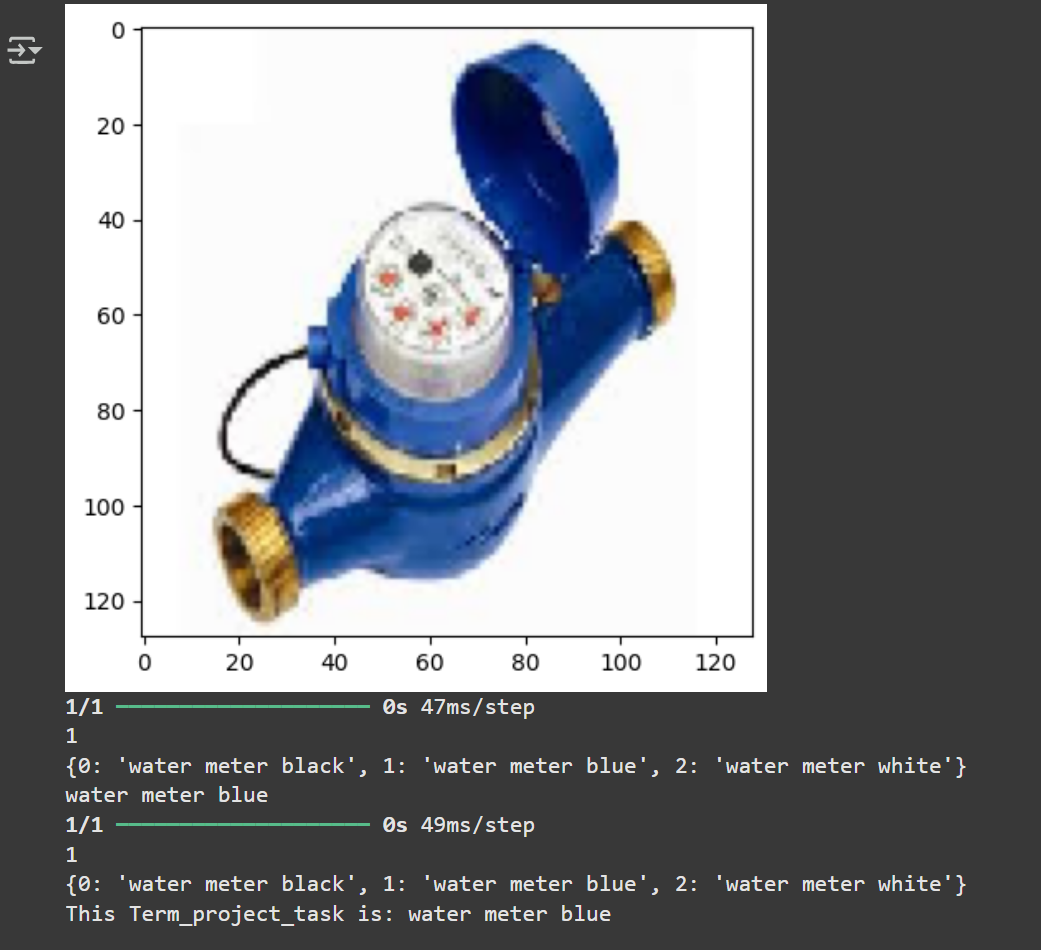 0
20
40
60
80
100
120
0 20 40 60 80 100 120
1/1 ━━━━━━━━━━━━━━━━━━━━ 0s 47ms/step
1
{0: 'water meter black', 1: 'water meter blue', 2: 'water meter white'}
water meter blue
1/1 ━━━━━━━━━━━━━━━━━━━━ 0s 49ms/step
1
{0: 'water meter black', 1: 'water meter blue', 2: 'water meter white'}
This Term_project_task is: water meter blue